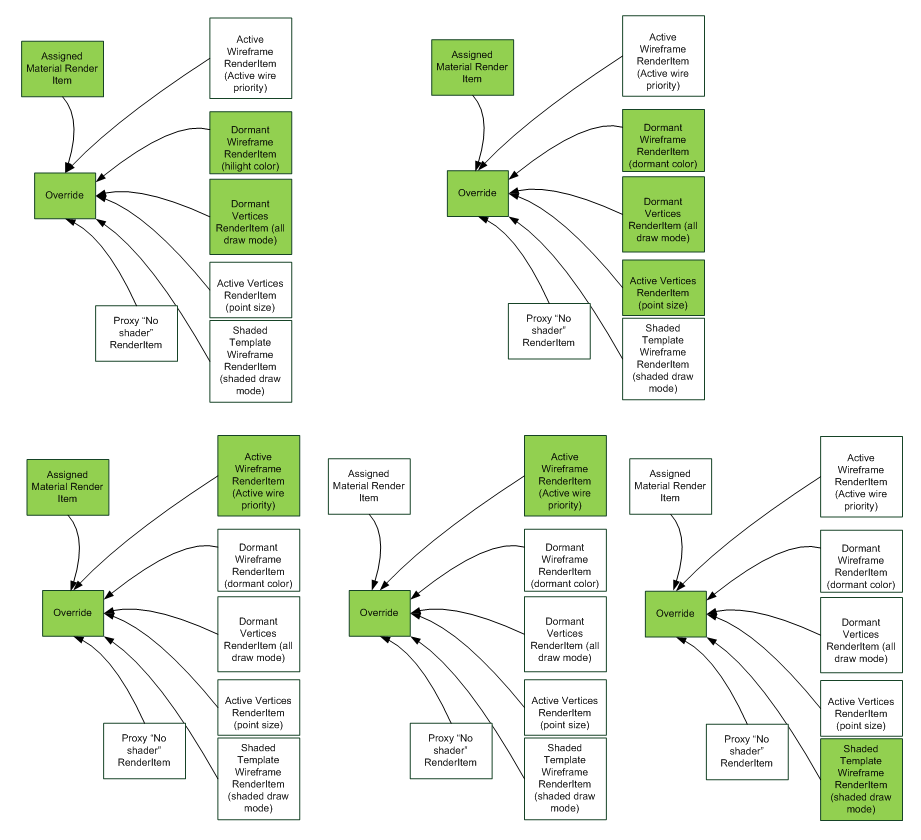 Assigned
Material Render
Item
Active
Wireframe
RenderItem
(Active wire
priority)
Dormant
Wireframe
RenderItem
(hilight color)
Override
Dormant
Vertices
RenderItem (all
draw mode)
Active Vertices
RenderItem
(point size)
Proxy “No
shader”
RenderItem
Shaded
Template
Wireframe
RenderItem
(shaded draw
mode)
Assigned
Material Render
Item
Active
Wireframe
RenderItem
(Active wire
priority)
Dormant
Wireframe
RenderItem
(dormant color)
Override
Dormant
Vertices
RenderItem (all
draw mode)
Active Vertices
RenderItem
(point size)
Proxy “No
shader”
RenderItem
Shaded
Template
Wireframe
RenderItem
(shaded draw
mode)
Assigned
Material Render
Item
Active
Wireframe
RenderItem
(Active wire
priority)
Dormant
Wireframe
RenderItem
(dormant color)
Override
Dormant
Vertices
RenderItem (all
draw mode)
Active Vertices
RenderItem
(point size)
Proxy “No
shader”
RenderItem
Shaded
Template
Wireframe
RenderItem
(shaded draw
mode)
Assigned
Material Render
Item
Active
Wireframe
RenderItem
(Active wire
priority)
Dormant
Wireframe
RenderItem
(dormant color)
Override
Dormant
Vertices
RenderItem (all
draw mode)
Active Vertices
RenderItem
(point size)
Proxy “No
shader”
RenderItem
Shaded
Template
Wireframe
RenderItem
(shaded draw
mode)
Assigned
Material Render
Item
Active
Wireframe
RenderItem
(Active wire
priority)
Dormant
Wireframe
RenderItem
(dormant color)
Override
Dormant
Vertices
RenderItem (all
draw mode)
Active Vertices
RenderItem
(point size)
Proxy “No
shader”
RenderItem
Shaded
Template
Wireframe
RenderItem
(shaded draw
mode)